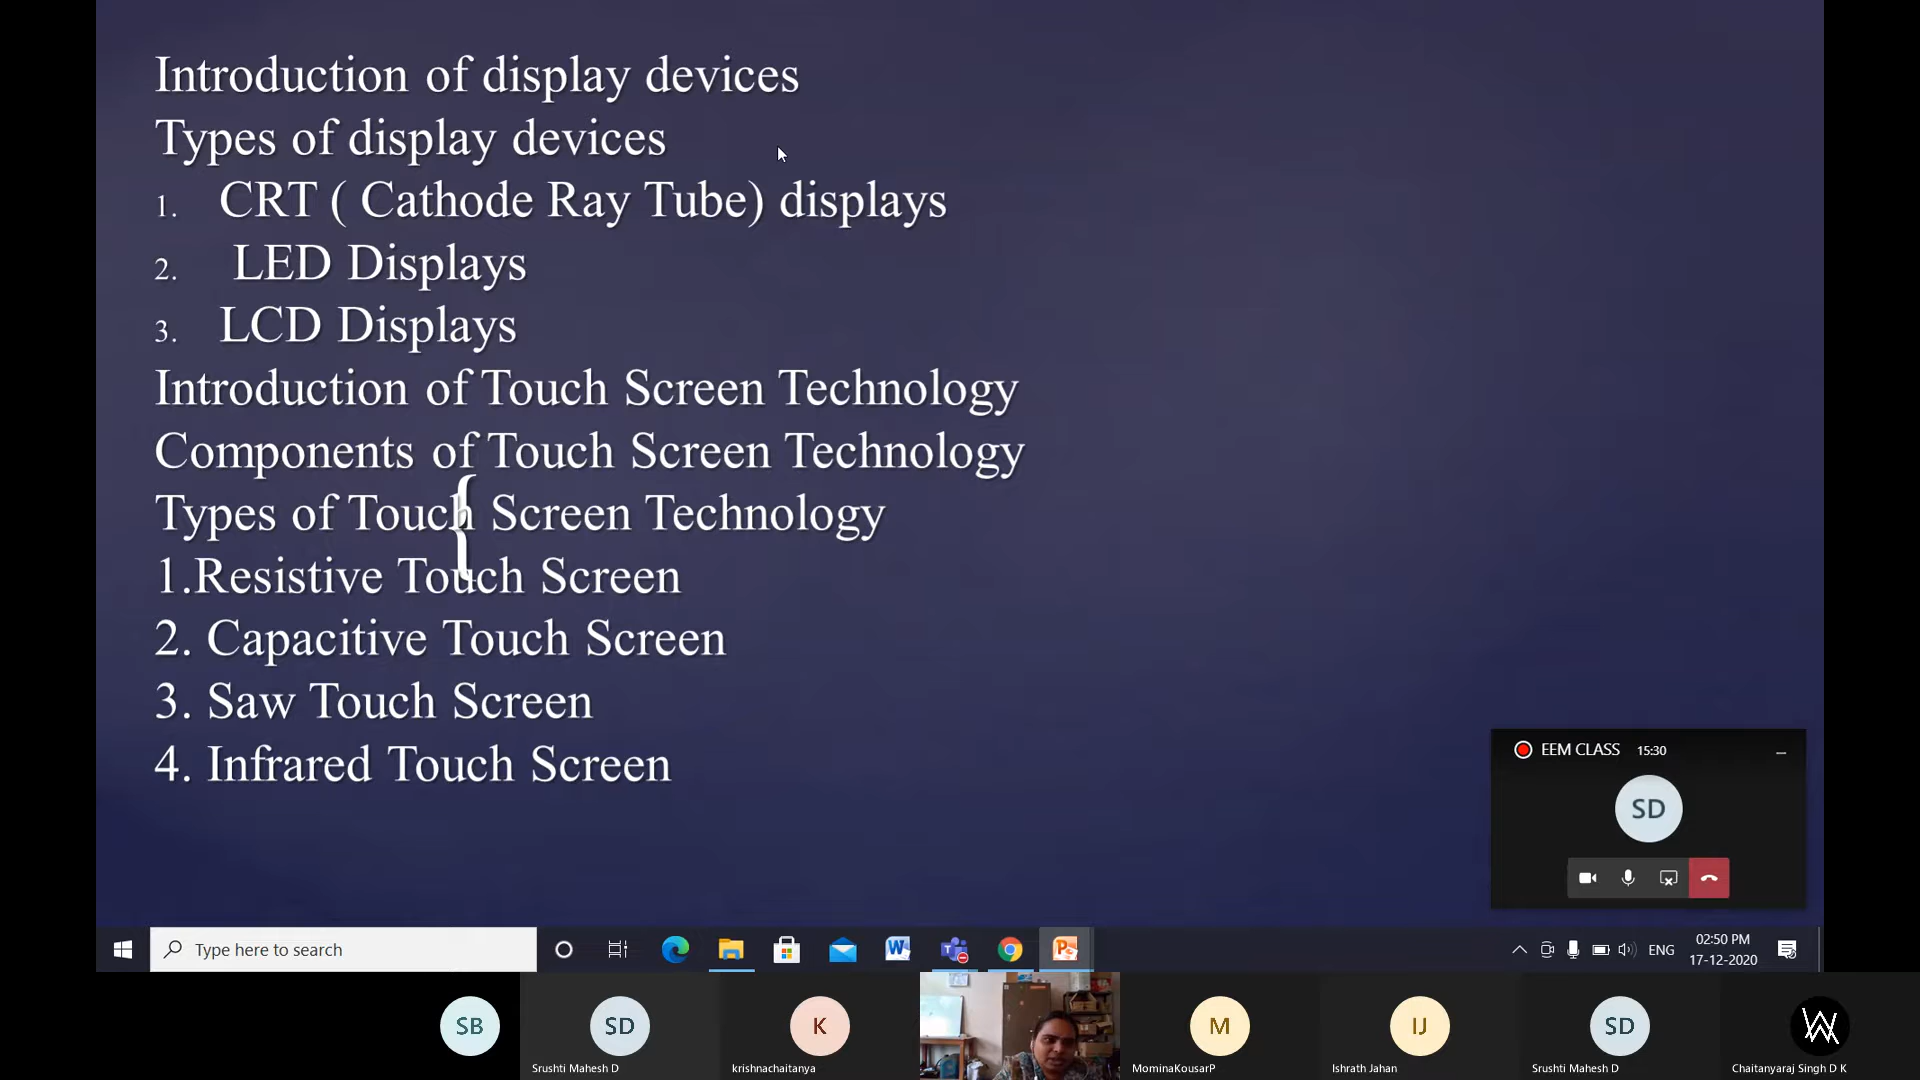 Introduction of display devices
Types of display devices
1. CRT ( Cathode Ray Tube) displays
2. LED Displays
3. LCD Displays
Introduction of Touch Screen Technology
Components of Touch Screen Technology
Types of Touch Screen Technology
{
1.Resistive Touch Screen
2. Capacitive Touch Screen
3. Saw Touch Screen
4. Infrared Touch Screen
EEM CLASS 15:30
SD
Type here to search
ENG
02:50 PM
17-12-2020
SB
SD
K
M
IJ
SD
Srushti Mahesh D
krishnachaitanya
MominaKousarP
Ishrath Jahan
Srushti Mahesh D
Chaitanyaraj Singh D K